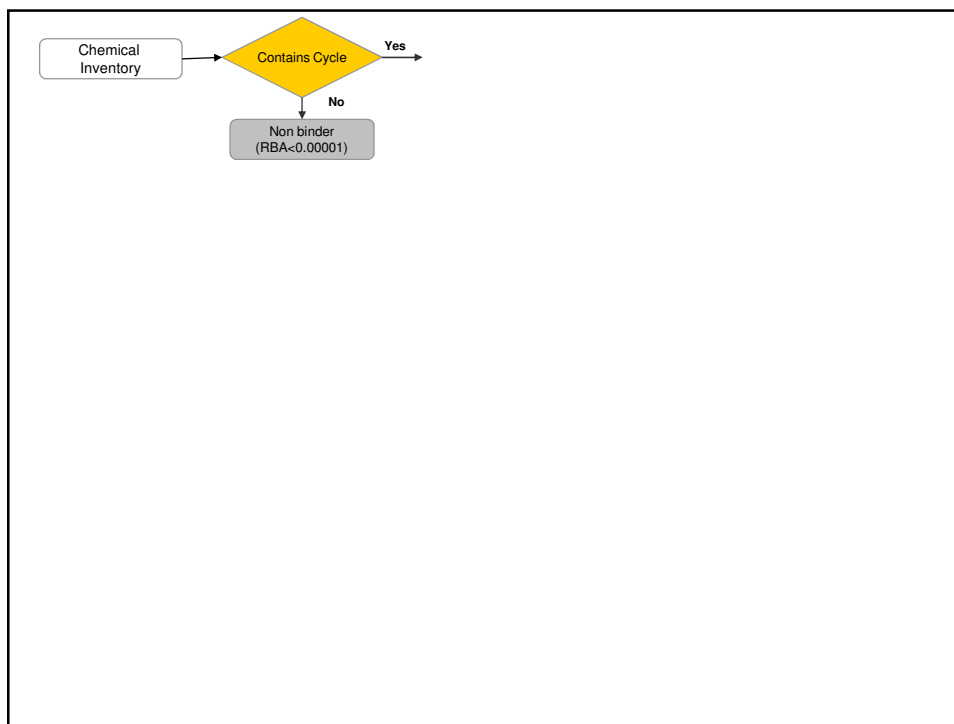 Chemical
Inventory
Contains Cycle
Yes
No
Non binder
(RBA<0.00001)